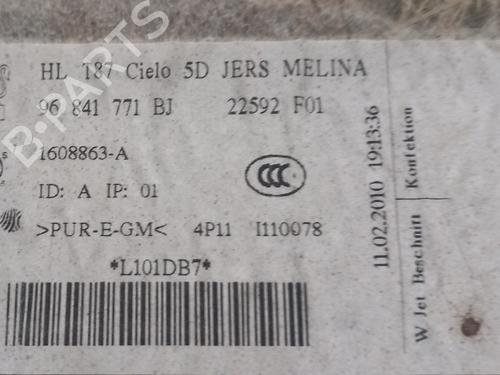 HL T87 Cielo 5D JERS MELINA
96 841 771 BJ 22592 F01
1608863-A
CCC
ID: A IP: 01
>PUR-E-GM< 4P11 I110078
*L101DB7*
11.02.2010 19:13:36
W Jet Beschnitt Konfektion
B-PARTS